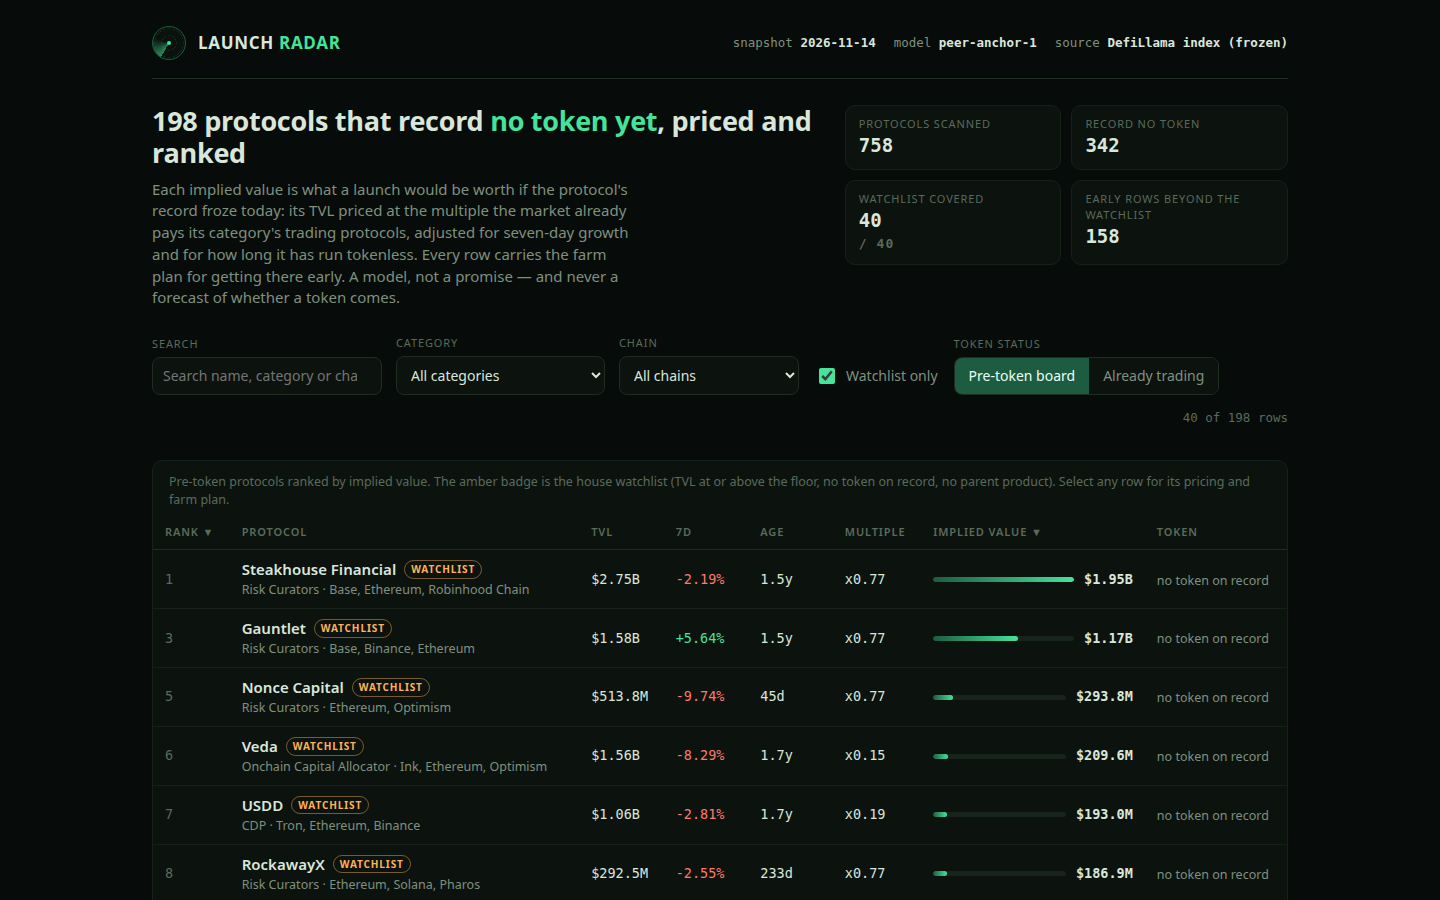 LAUNCH RADAR
snapshot 2026-11-14 model peer-anchor-1 source DefiLlama index (frozen)
198 protocols that record no token yet, priced and
ranked
Each implied value is what a launch would be worth if the protocol's
record froze today: its TVL priced at the multiple the market already
pays its category's trading protocols, adjusted for seven-day growth
and for how long it has run tokenless. Every row carries the farm
plan for getting there early. A model, not a promise — and never a
forecast of whether a token comes.
PROTOCOLS SCANNED
758
RECORD NO TOKEN
342
WATCHLIST COVERED
40
/ 40
EARLY ROWS BEYOND THE
WATCHLIST
158
SEARCH
Search name, category or cha
CATEGORY
All categories
CHAIN
All chains
Watchlist only
TOKEN STATUS
Pre-token board Already trading
40 of 198 rows
Pre-token protocols ranked by implied value. The amber badge is the house watchlist (TVL at or above the floor, no token on record, no parent product). Select any row for its pricing and
farm plan.
RANK ▼ PROTOCOL TVL 7D AGE MULTIPLE IMPLIED VALUE ▼ TOKEN
1 Steakhouse Financial WATCHLIST $2.75B -2.19% 1.5y x0.77 $1.95B no token on record
Risk Curators · Base, Ethereum, Robinhood Chain
3 Gauntlet WATCHLIST $1.58B +5.64% 1.5y x0.77 $1.17B no token on record
Risk Curators · Base, Binance, Ethereum
5 Nonce Capital WATCHLIST $513.8M -9.74% 45d x0.77 $293.8M no token on record
Risk Curators · Ethereum, Optimism
6 Veda WATCHLIST $1.56B -8.29% 1.7y x0.15 $209.6M no token on record
Onchain Capital Allocator · Ink, Ethereum, Optimism
7 USDD WATCHLIST $1.06B -2.81% 1.7y x0.19 $193.0M no token on record
CDP · Tron, Ethereum, Binance
8 RockawayX WATCHLIST $292.5M -2.55% 233d x0.77 $186.9M no token on record
Risk Curators · Ethereum, Solana, Pharos